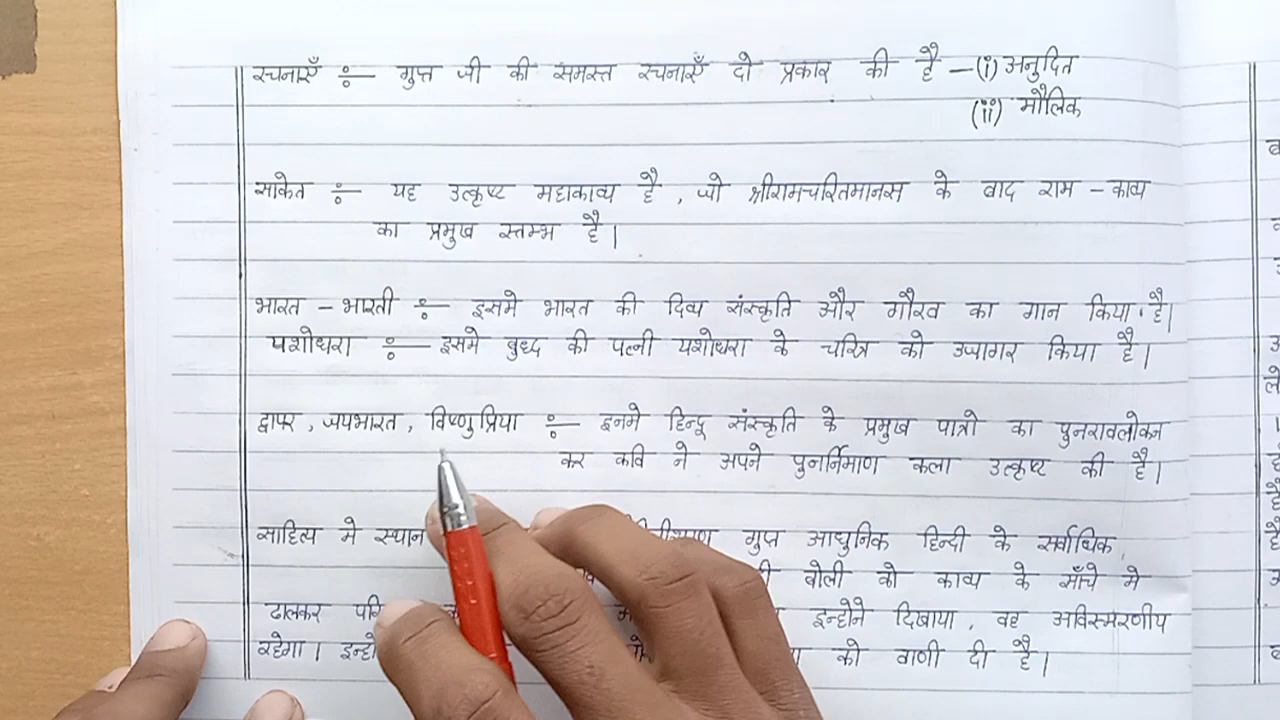 रचनाएँ ÷ गुप्त जी की समस्त रचनाएँ दो प्रकार की है – (i) अनुदित
(ii) मौलिक
साकेत ÷ यह उत्कृष्ट महाकाव्य है , जो श्रीरामचरितमानस के बाद राम – काव्य
का प्रमुख स्तम्भ है ।
भारत – भारती ÷ इसमे भारत की दिव्य संस्कृति और गौरव का गान किया है।
यशोधरा ÷ इसमे बुध्द की पत्नी यशोधरा के चरित्र को उजागर किया है।
द्वापर , जयभारत , विष्णुप्रिया ÷ इनमे हिन्दू संस्कृति के प्रमुख पात्रो का पुनरावलोकन
कर कवि ने अपने पुनर्निमाण कला उत्कृष्ट की है।
साहित्य मे स्थान गुप्त आधुनिक हिन्दी के सर्वाधिक
बोली को काव्य के साँचे मे
ढालकर इन्होने दिखाया , वह अविस्मरणीय
रहेगा । को वाणी दी है।